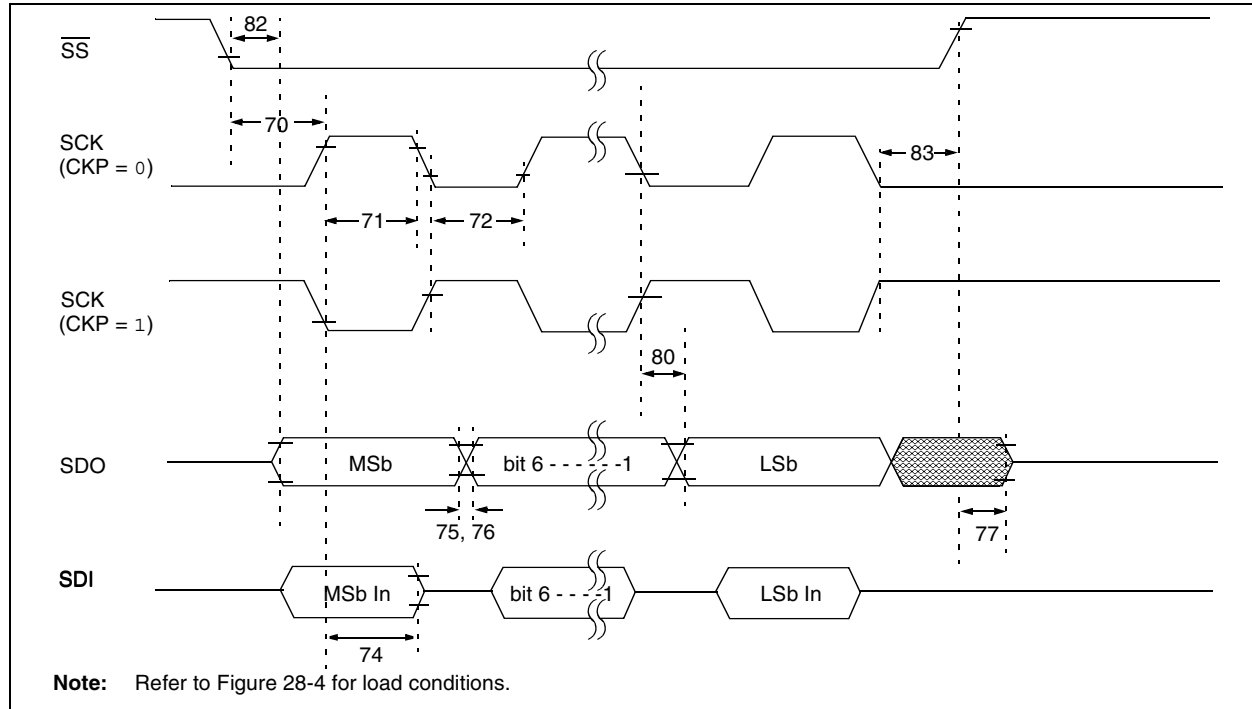 82
SS
70
SCK
(CKP = 0)
83
71
72
SCK
(CKP = 1)
80
SDO
MSb
bit 6 - - - - - -1
LSb
75, 76
77
SDI
MSb In
bit 6 - - - -1
LSb In
74
Note: Refer to Figure 28-4 for load conditions.